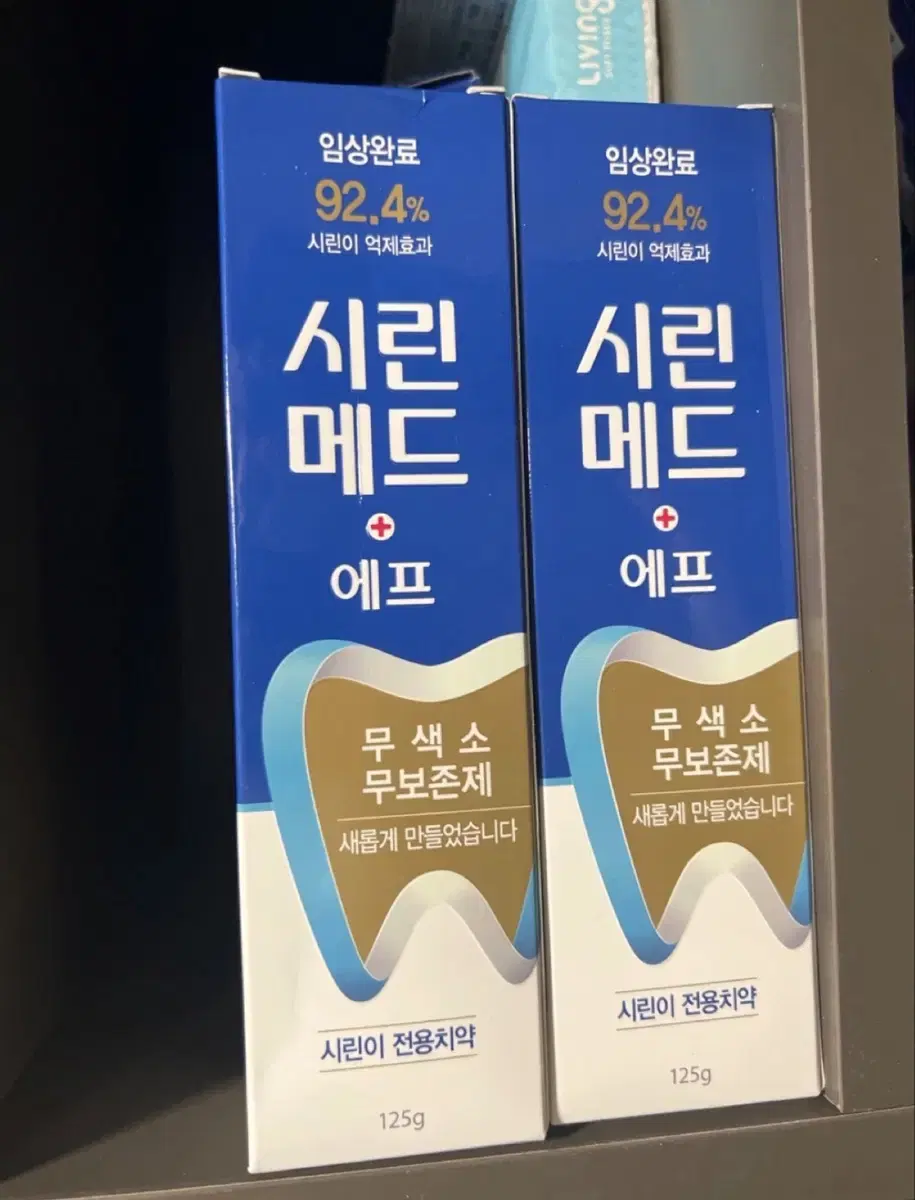 LIVING
임상완료
92.4%
시린이 억제효과
시린
메드
에프
무색소
무보존제
새롭게 만들었습니다
시린이 전용치약
125g
임상완료
92.4%
시린이 억제효과
시린
메드
에프
무색소
무보존제
새롭게 만들었습니다
시린이 전용치약
125g